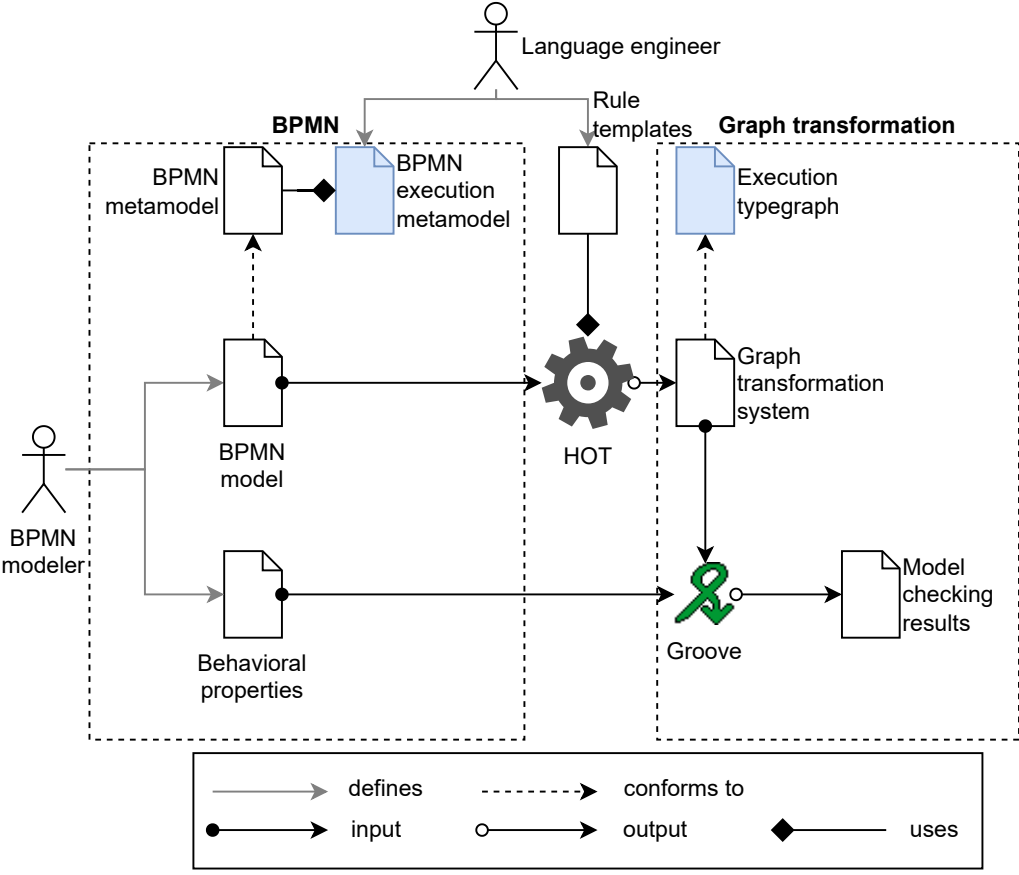 Language engineer
Rule
templates
BPMN
Graph transformation
BPMN
metamodel
BPMN
execution
metamodel
Execution
typegraph
BPMN
model
HOT
Graph
transformation
system
BPMN
modeler
Behavioral
properties
Groove
Model
checking
results
defines
conforms to
input
output
uses